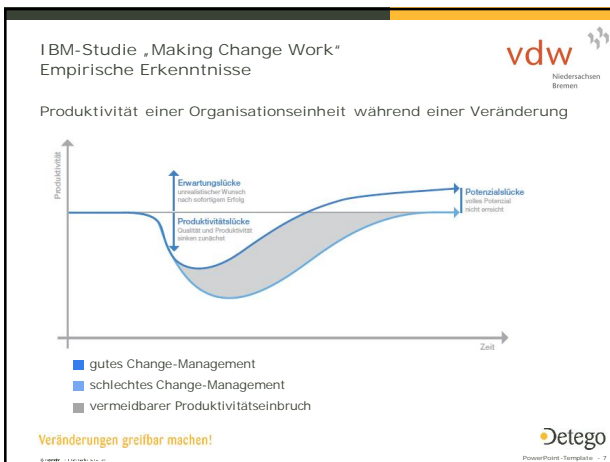 IBM-Studie „Making Change Work“
Empirische Erkenntnisse
vdw
Niedersachsen
Bremen
Produktivität einer Organisationseinheit während einer Veränderung
Produktivität
Erwartungslücke
unrealistischer Wunsch
nach sofortigem Erfolg
Produktivitätslücke
Qualität und Produktivität
sinken zunächst
Potenzialslücke
volles Potenzial
nicht erreicht
Zeit
gutes Change-Management
schlechtes Change-Management
vermeidbarer Produktivitätseinbruch
Veränderungen greifbar machen!
Detego
PowerPoint-Template - 7